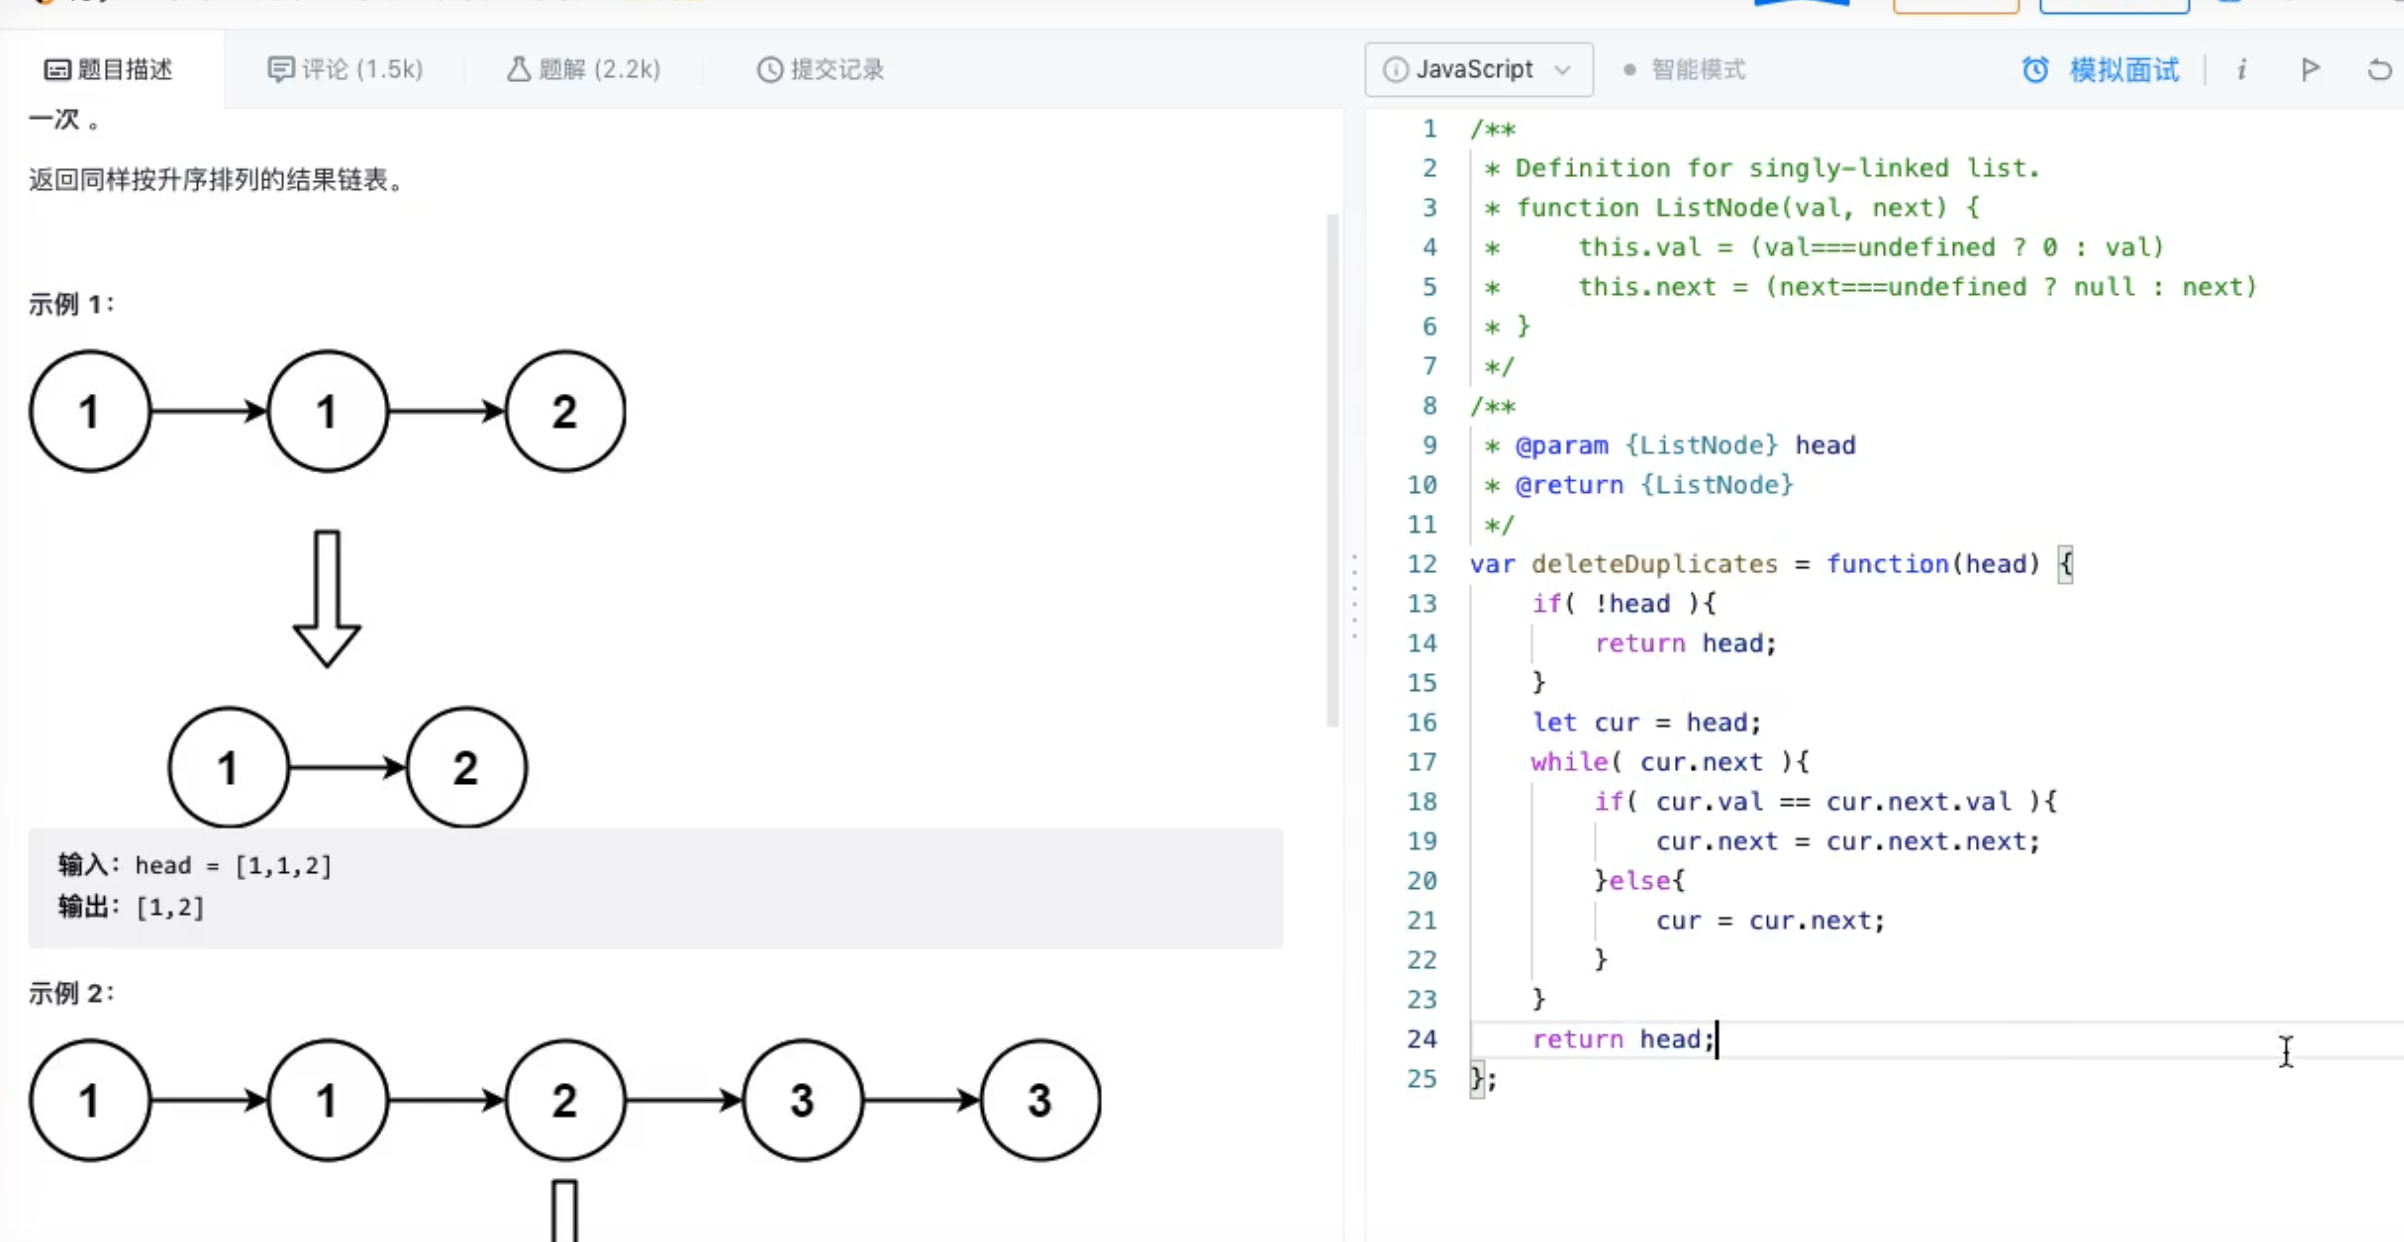 题目描述
评论 (1.5k)
题解 (2.2k)
提交记录
一次 。
返回同样按升序排列的结果链表。
示例 1：
1 1 2
1 2
输入：head = [1,1,2]
输出：[1,2]
示例 2：
1 1 2 3 3
JavaScript
智能模式
模拟面试
i
1 /**
2  * Definition for singly-linked list.
3  * function ListNode(val, next) {
4  *     this.val = (val===undefined ? 0 : val)
5  *     this.next = (next===undefined ? null : next)
6  * }
7  */
8 /**
9  * @param {ListNode} head
10  * @return {ListNode}
11  */
12 var deleteDuplicates = function(head) {
13     if( !head ){
14         return head;
15     }
16     let cur = head;
17     while( cur.next ){
18         if( cur.val == cur.next.val ){
19             cur.next = cur.next.next;
20         }else{
21             cur = cur.next;
22         }
23     }
24     return head;
25 };